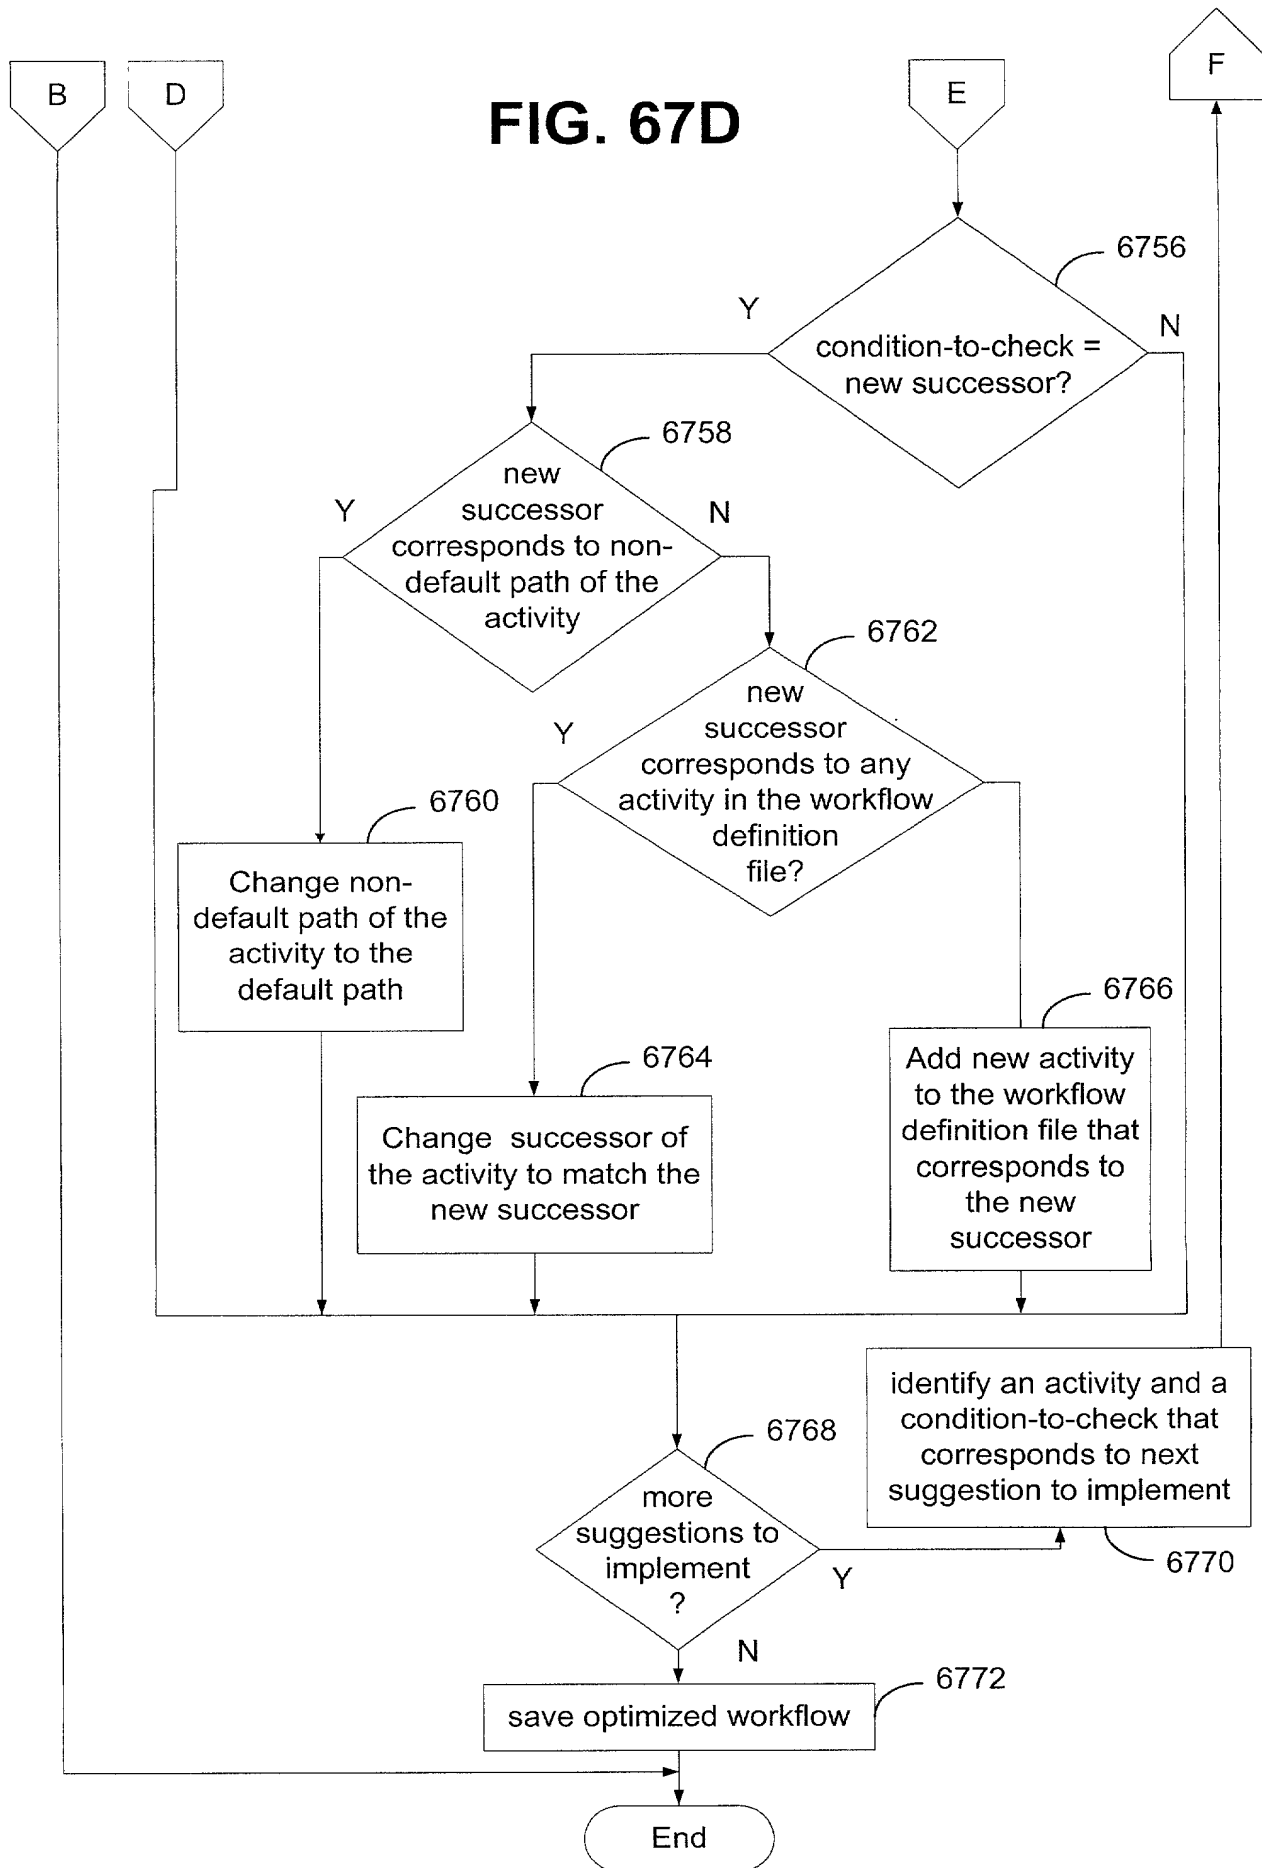 B
D
FIG. 67D
E
F
6756
Y
N
condition-to-check =
new successor?
6758
new
successor
corresponds to non-
default path of the
activity
Y
N
6762
new
successor
corresponds to any
activity in the workflow
definition
file?
Y
6760
Change non-
default path of the
activity to the
default path
6764
Change successor of
the activity to match the
new successor
6766
Add new activity
to the workflow
definition file that
corresponds to
the new
successor
6768
more
suggestions to
implement
?
Y
N
identify an activity and a
condition-to-check that
corresponds to next
suggestion to implement
6770
6772
save optimized workflow
End